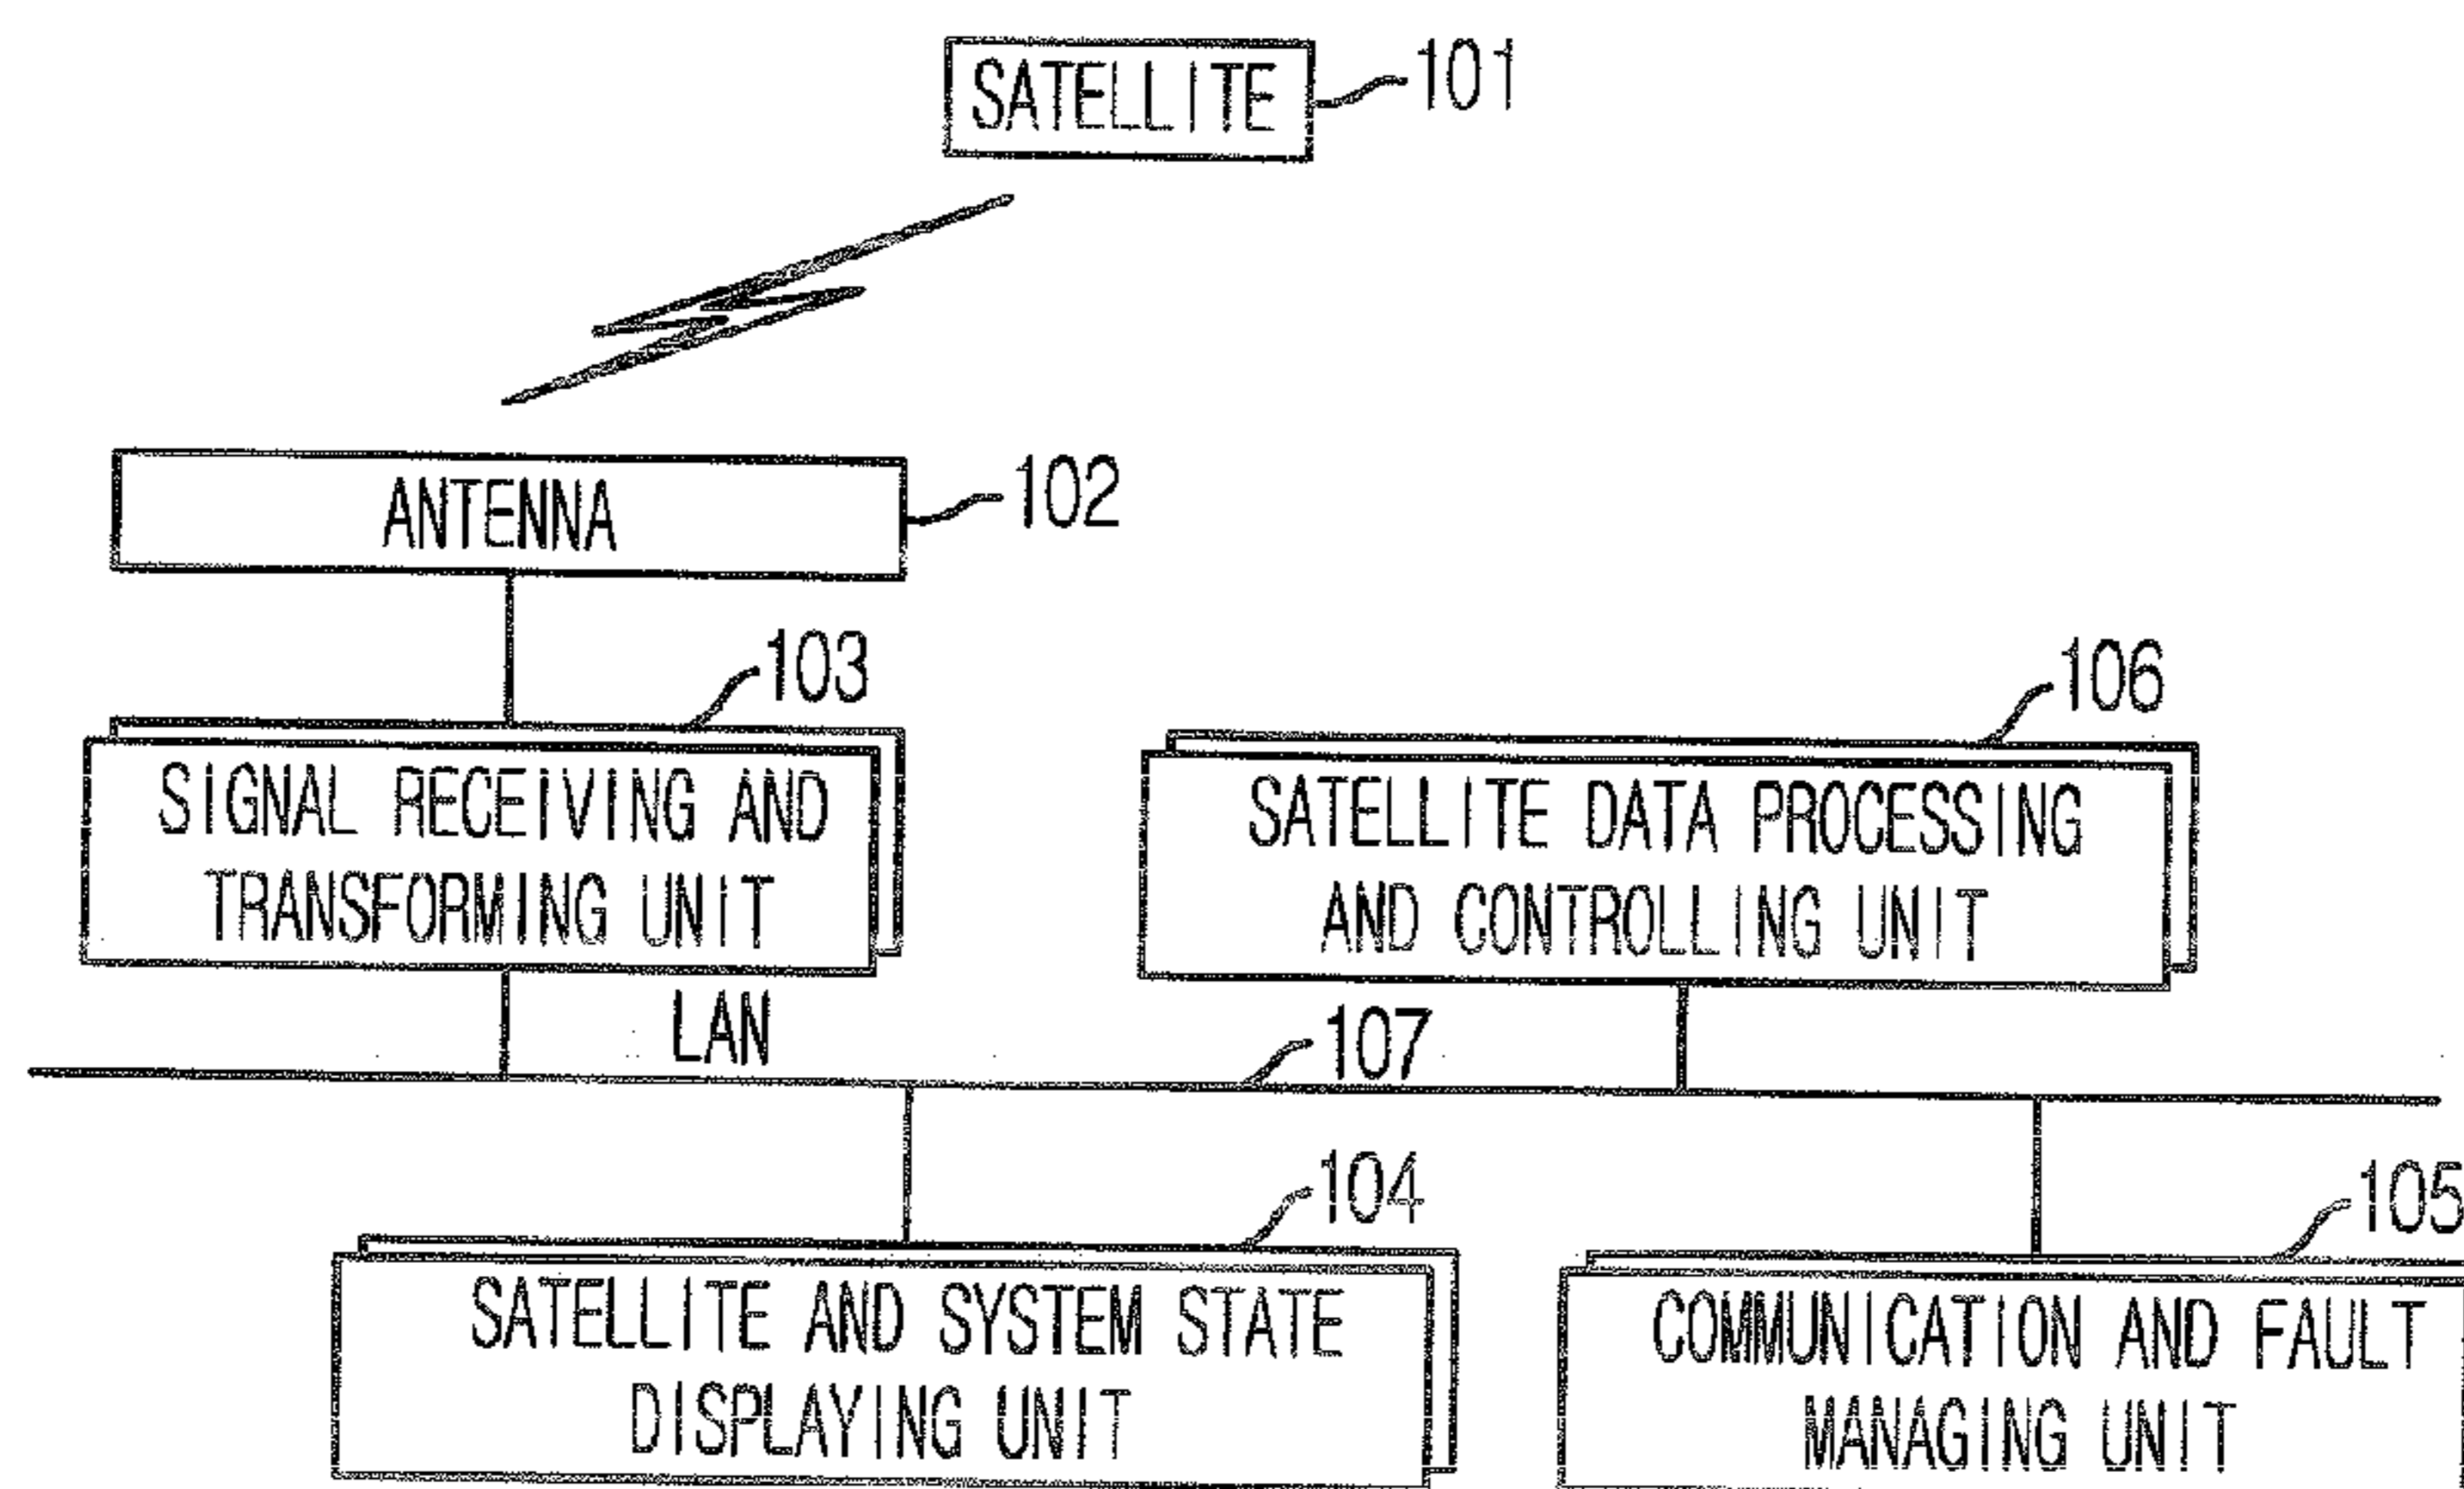 SATELLITE
101
ANTENNA
102
103
106
SIGNAL RECEIVING AND
TRANSFORMING UNIT
SATELLITE DATA PROCESSING
AND CONTROLLING UNIT
LAN
107
104
105
SATELLITE AND SYSTEM STATE
DISPLAYING UNIT
COMMUNICATION AND FAULT
MANAGING UNIT